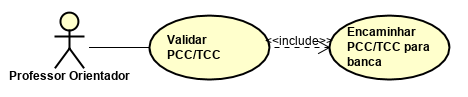 Validar
PCC/TCC
<<include>>
Encaminhar
PCC/TCC para
banca
Professor Orientador